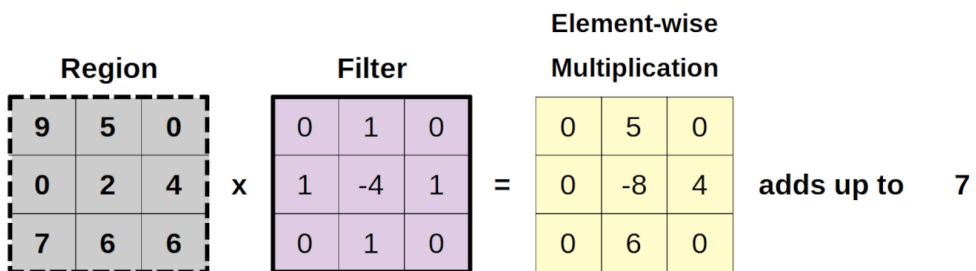 Element-wise
Region Filter Multiplication
9 5 0 0 1 0 0 5 0
0 2 4 x 1 -4 1 = 0 -8 4 adds up to 7
7 6 6 0 1 0 0 6 0